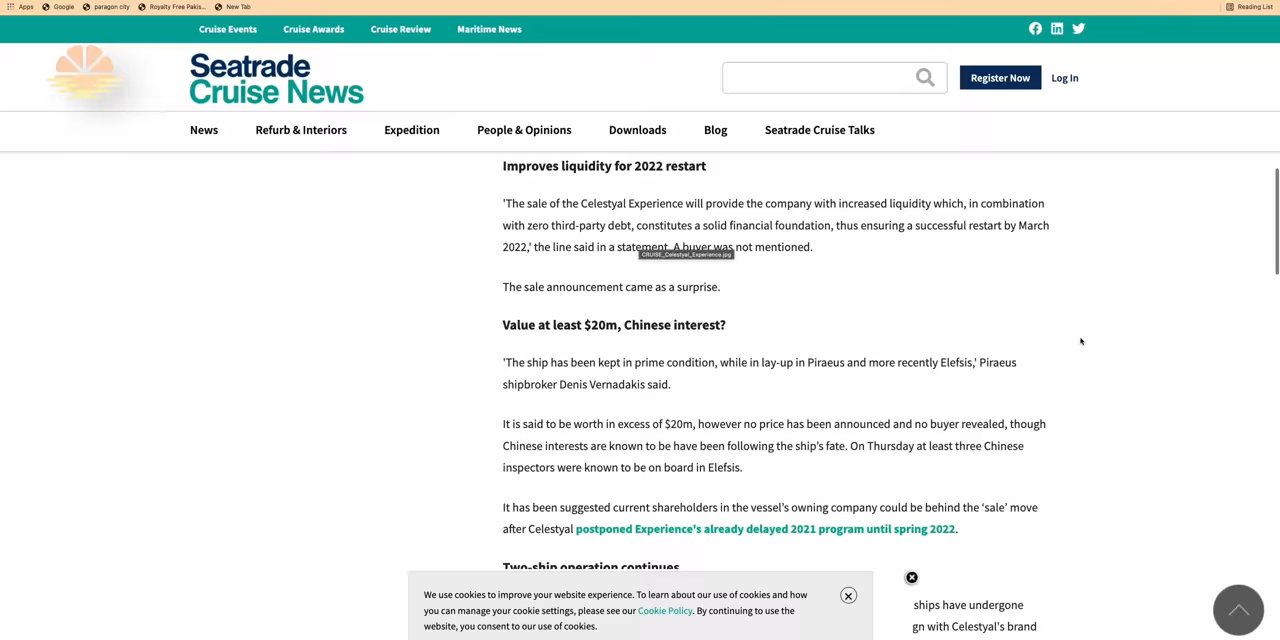 Apps Google paragon city Royalty Free Pakis... New Tab Reading List
Cruise Events Cruise Awards Cruise Review Maritime News
Seatrade
Cruise News
Register Now Log In
News Refurb & Interiors Expedition People & Opinions Downloads Blog Seatrade Cruise Talks
Improves liquidity for 2022 restart
'The sale of the Celestyal Experience will provide the company with increased liquidity which, in combination
with zero third-party debt, constitutes a solid financial foundation, thus ensuring a successful restart by March
2022,' the line said in a statement. A buyer was not mentioned.
CRUISE_Celestyal_Experience.jpg
The sale announcement came as a surprise.
Value at least $20m, Chinese interest?
'The ship has been kept in prime condition, while in lay-up in Piraeus and more recently Elefsis,' Piraeus
shipbroker Denis Vernadakis said.
It is said to be worth in excess of $20m, however no price has been announced and no buyer revealed, though
Chinese interests are known to be have been following the ship's fate. On Thursday at least three Chinese
inspectors were known to be on board in Elefsis.
It has been suggested current shareholders in the vessel's owning company could be behind the 'sale' move
after Celestyal postponed Experience's already delayed 2021 program until spring 2022.
Two-ship operation continues
ships have undergone
gn with Celestyal's brand
We use cookies to improve your website experience. To learn about our use of cookies and how
you can manage your cookie settings, please see our Cookie Policy. By continuing to use the
website, you consent to our use of cookies.